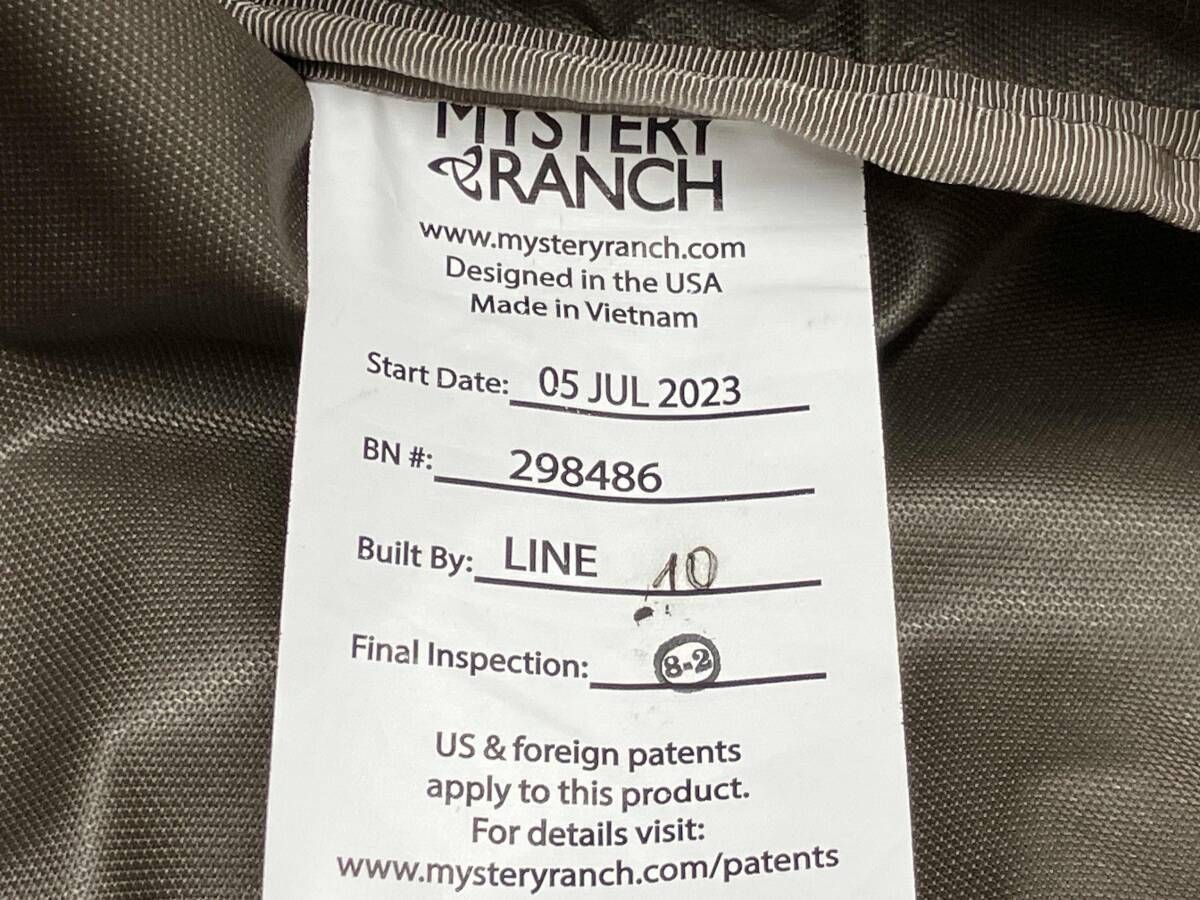 MYSTERY
RANCH
www.mysteryranch.com
Designed in the USA
Made in Vietnam
Start Date: 05 JUL 2023
BN #: 298486
Built By: LINE 10
Final Inspection: 8-2
US & foreign patents
apply to this product.
For details visit:
www.mysteryranch.com/patents